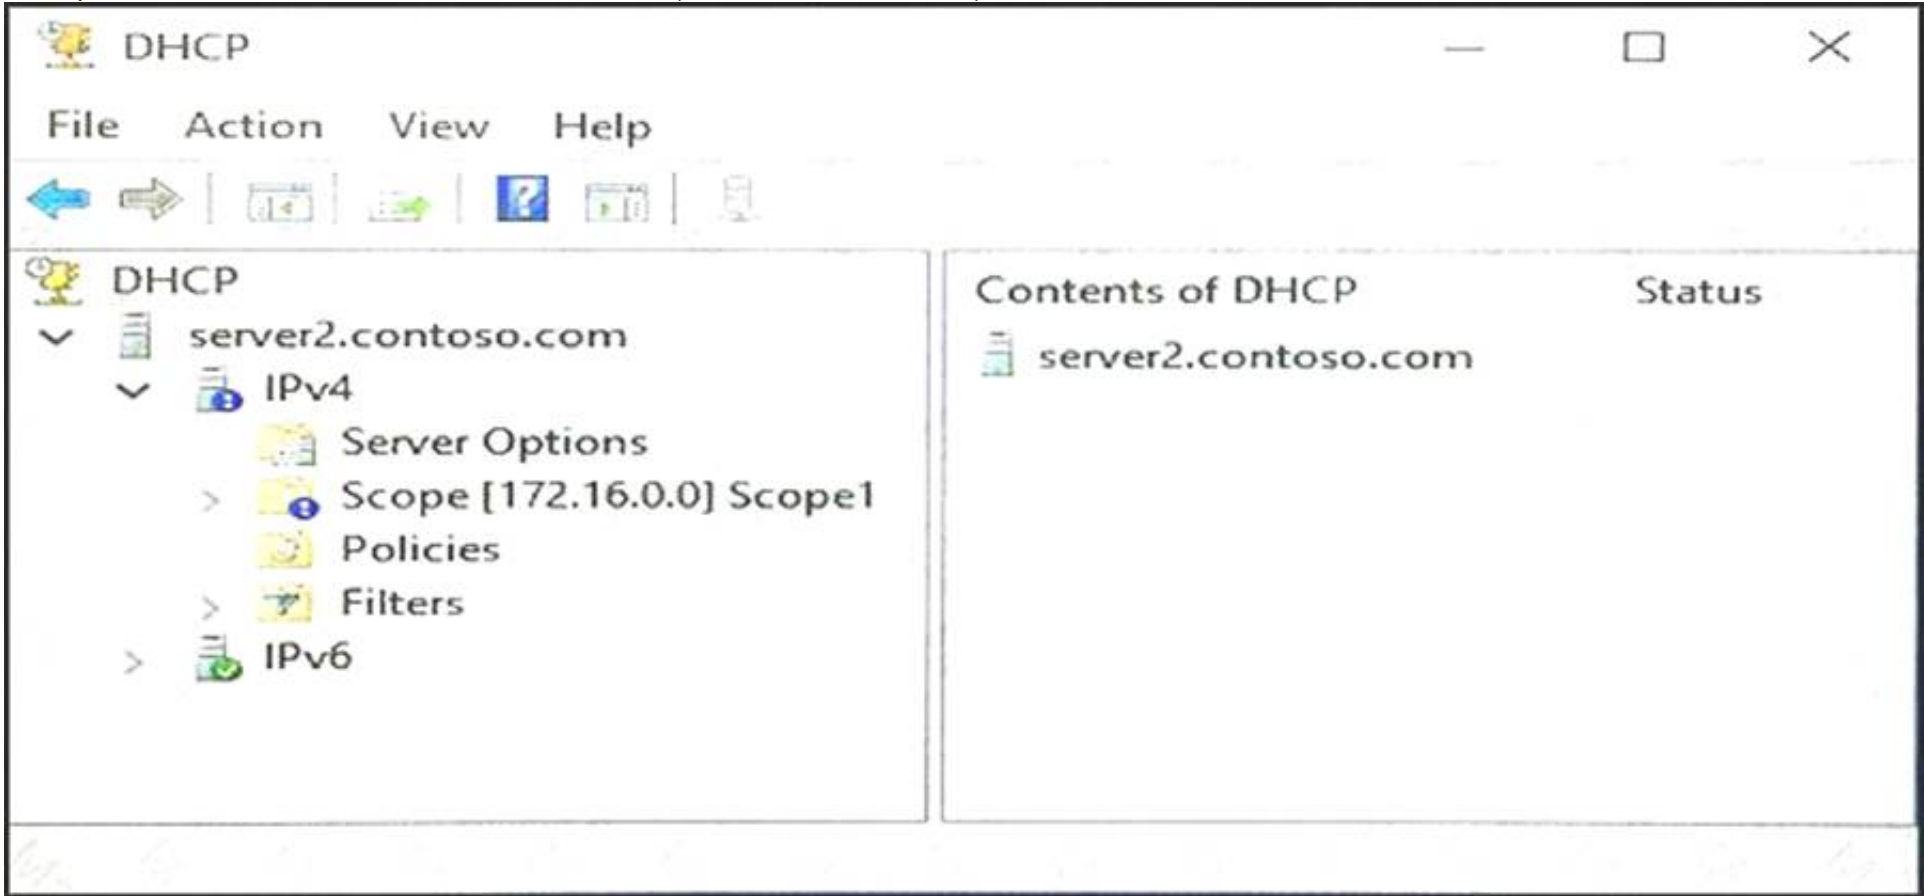 DHCP
File Action View Help
DHCP
server2.contoso.com
IPv4
Server Options
Scope [172.16.0.0] Scope1
Policies
Filters
IPv6
Contents of DHCP Status
server2.contoso.com